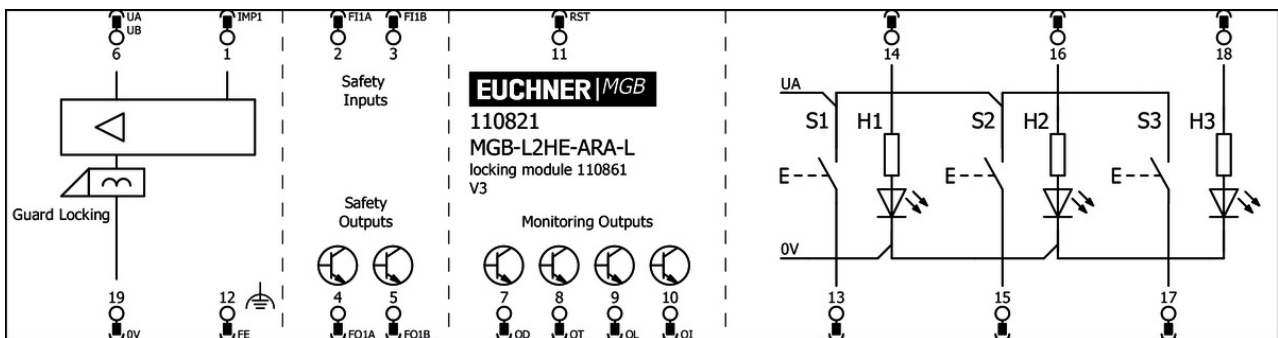 UA
UB
IMP1
FI1A
FI1B
RST
6
1
2
3
11
14
16
18
Safety
Inputs
EUCHNER|MGB
110821
MGB-L2HE-ARA-L
locking module 110861
V3
UA
S1
H1
S2
H2
S3
H3
E
E
E
Guard Locking
Safety
Outputs
Monitoring Outputs
0V
19
12
4
5
7
8
9
10
13
15
17
0V
FE
FO1A
FO1B
OD
OT
OL
OI